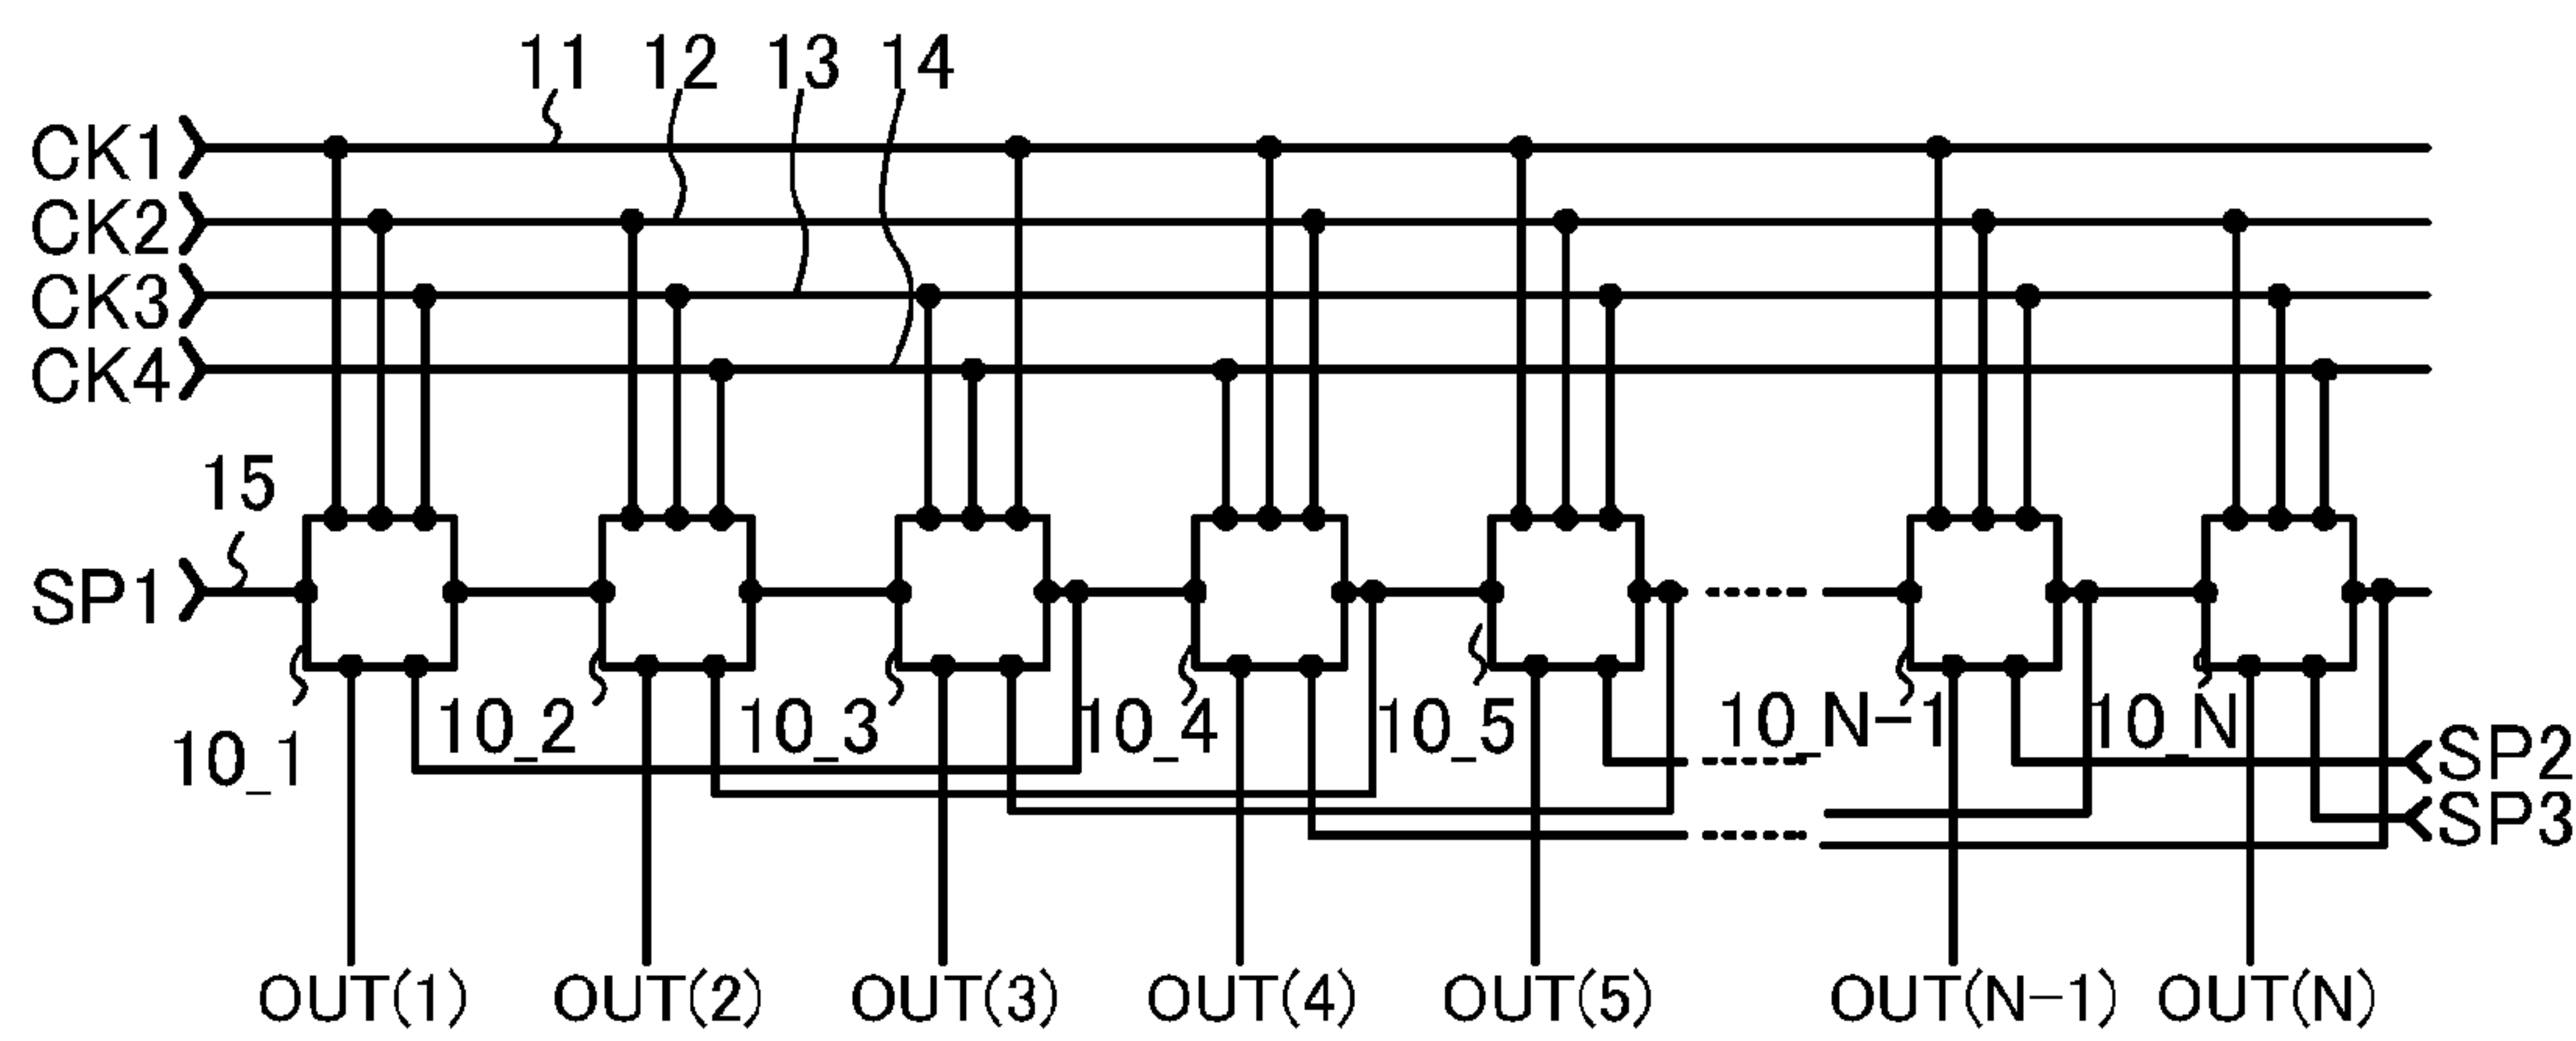 11 12 13 14
CK1
CK2
CK3
CK4
15
SP1
10_1 10_2 10_3 10_4 10_5 10_N-1 10_N
SP2
SP3
OUT(1) OUT(2) OUT(3) OUT(4) OUT(5) OUT(N-1) OUT(N)